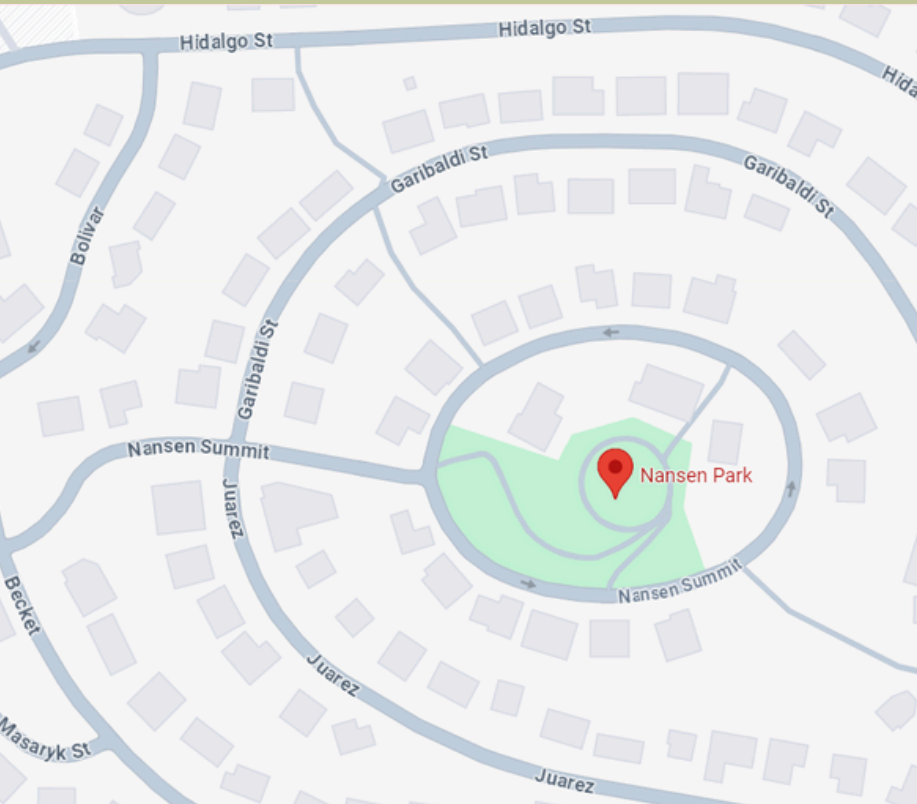 Hidalgo St
Hidalgo St
Hida
Garibaldi St
Garibaldi St
Bolivar
Garibaldi St
Nansen Summit
Nansen Park
Juarez
Nansen Summit
Becket
Juarez
Masaryk St
Juarez